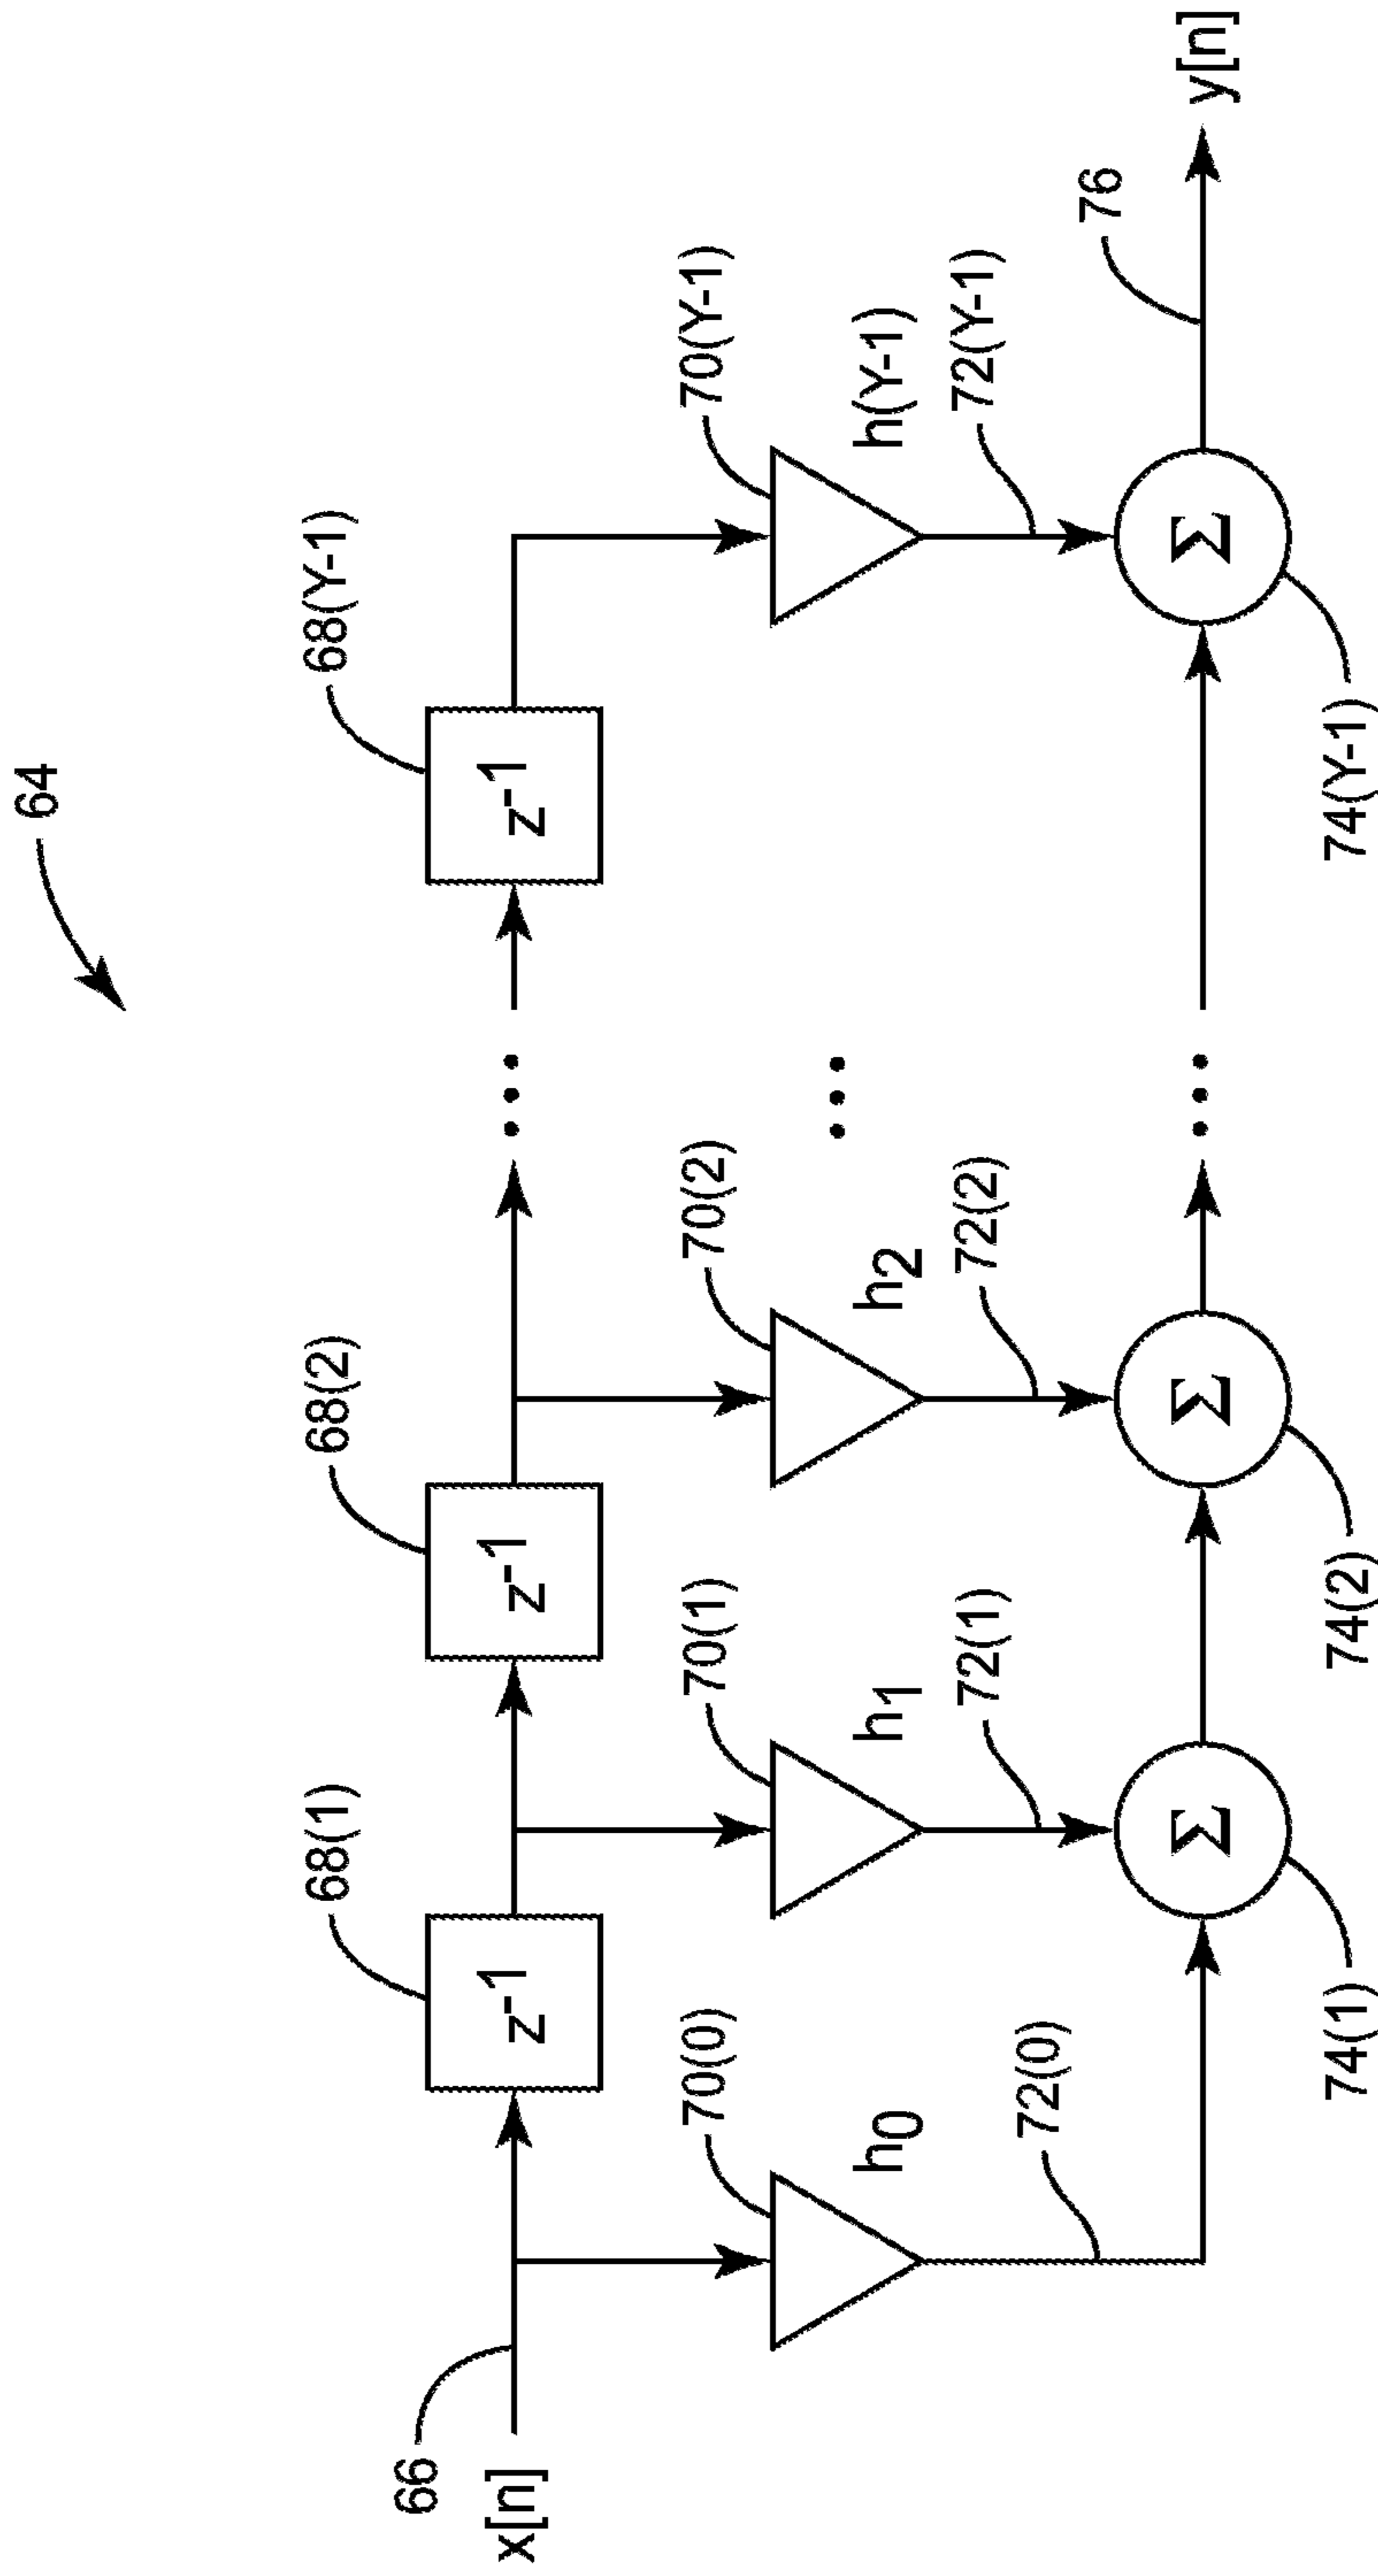 64
68(1)
68(2)
68(Y-1)
66
x[n]
z-1
z-1
z-1
70(0)
70(1)
70(2)
70(Y-1)
h0
h1
h2
h(Y-1)
72(0)
72(1)
72(2)
72(Y-1)
76
Σ
Σ
Σ
y[n]
74(1)
74(2)
74(Y-1)